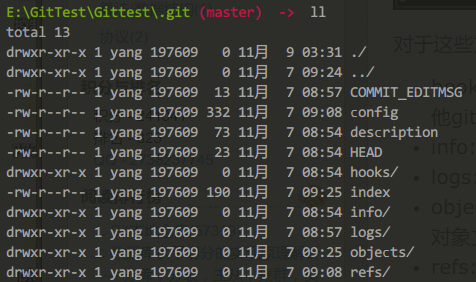 E:\GitTest\Gittest\.git (master) -> ll
total 13
drwxr-xr-x 1 yang 197609   0 11月  9 03:31 ./
drwxr-xr-x 1 yang 197609   0 11月  7 09:24 ../
-rw-r--r-- 1 yang 197609  13 11月  7 08:57 COMMIT_EDITMSG
-rw-r--r-- 1 yang 197609 332 11月  7 09:08 config
-rw-r--r-- 1 yang 197609  73 11月  7 08:54 description
-rw-r--r-- 1 yang 197609  23 11月  7 08:54 HEAD
drwxr-xr-x 1 yang 197609   0 11月  7 08:54 hooks/
-rw-r--r-- 1 yang 197609 190 11月  7 09:25 index
drwxr-xr-x 1 yang 197609   0 11月  7 08:54 info/
drwxr-xr-x 1 yang 197609   0 11月  7 08:57 logs/
drwxr-xr-x 1 yang 197609   0 11月  7 09:25 objects/
drwxr-xr-x 1 yang 197609   0 11月  7 09:08 refs/
协议(2)
对于这些
他git
info:
logs:
obje
对象
refs: